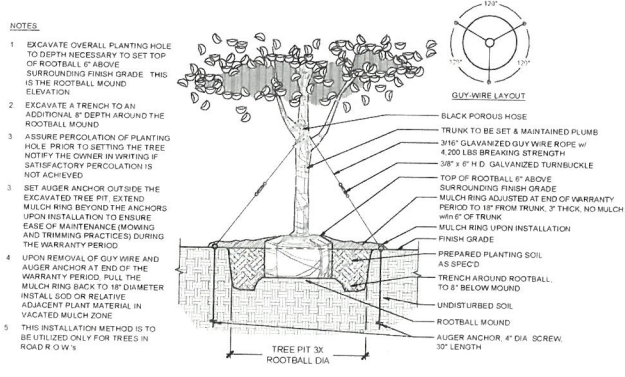 NOTES
1 EXCAVATE OVERALL PLANTING HOLE
TO DEPTH NECESSARY TO SET TOP
OF ROOTBALL 6" ABOVE
SURROUNDING FINISH GRADE THIS
IS THE ROOTBALL MOUND
ELEVATION
2 EXCAVATE A TRENCH TO AN
ADDITIONAL 8" DEPTH AROUND THE
ROOTBALL MOUND
3 ASSURE PERCOLATION OF PLANTING
HOLE PRIOR TO SETTING THE TREE
NOTIFY THE OWNER IN WRITING IF
SATISFACTORY PERCOLATION IS
NOT ACHIEVED
3. SET AUGER ANCHOR OUTSIDE THE
EXCAVATED TREE PIT, EXTEND
MULCH RING BEYOND THE ANCHORS
UPON INSTALLATION TO ENSURE
EASE OF MAINTENANCE (MOWING
AND TRIMMING PRACTICES) DURING
THE WARRANTY PERIOD
4 UPON REMOVAL OF GUY WIRE AND
AUGER ANCHOR AT END OF THE
WARRANTY PERIOD, PULL THE
MULCH RING BACK TO 18" DIAMETER
INSTALL SOD OR RELATIVE
ADJACENT PLANT MATERIAL IN
VACATED MULCH ZONE
5 THIS INSTALLATION METHOD IS TO
BE UTILIZED ONLY FOR TREES IN
ROAD R.O.W.'s
120°
120°
120°
GUY-WIRE LAYOUT
BLACK POROUS HOSE
TRUNK TO BE SET & MAINTAINED PLUMB
3/16" GLAVANIZED GUY WIRE ROPE w/
4,200 LBS BREAKING STRENGTH
3/8" x 6" H.D. GALVANIZED TURNBUCKLE
TOP OF ROOTBALL 6" ABOVE
SURROUNDING FINISH GRADE
MULCH RING ADJUSTED AT END OF WARRANTY
PERIOD TO 18" FROM TRUNK, 3" THICK, NO MULCH
w/in 6" OF TRUNK
MULCH RING UPON INSTALLATION
FINISH GRADE
PREPARED PLANTING SOIL
AS SPEC'D
TRENCH AROUND ROOTBALL,
TO 8" BELOW MOUND
UNDISTURBED SOIL
ROOTBALL MOUND
AUGER ANCHOR, 4" DIA SCREW,
30" LENGTH
TREE PIT 3X
ROOTBALL DIA